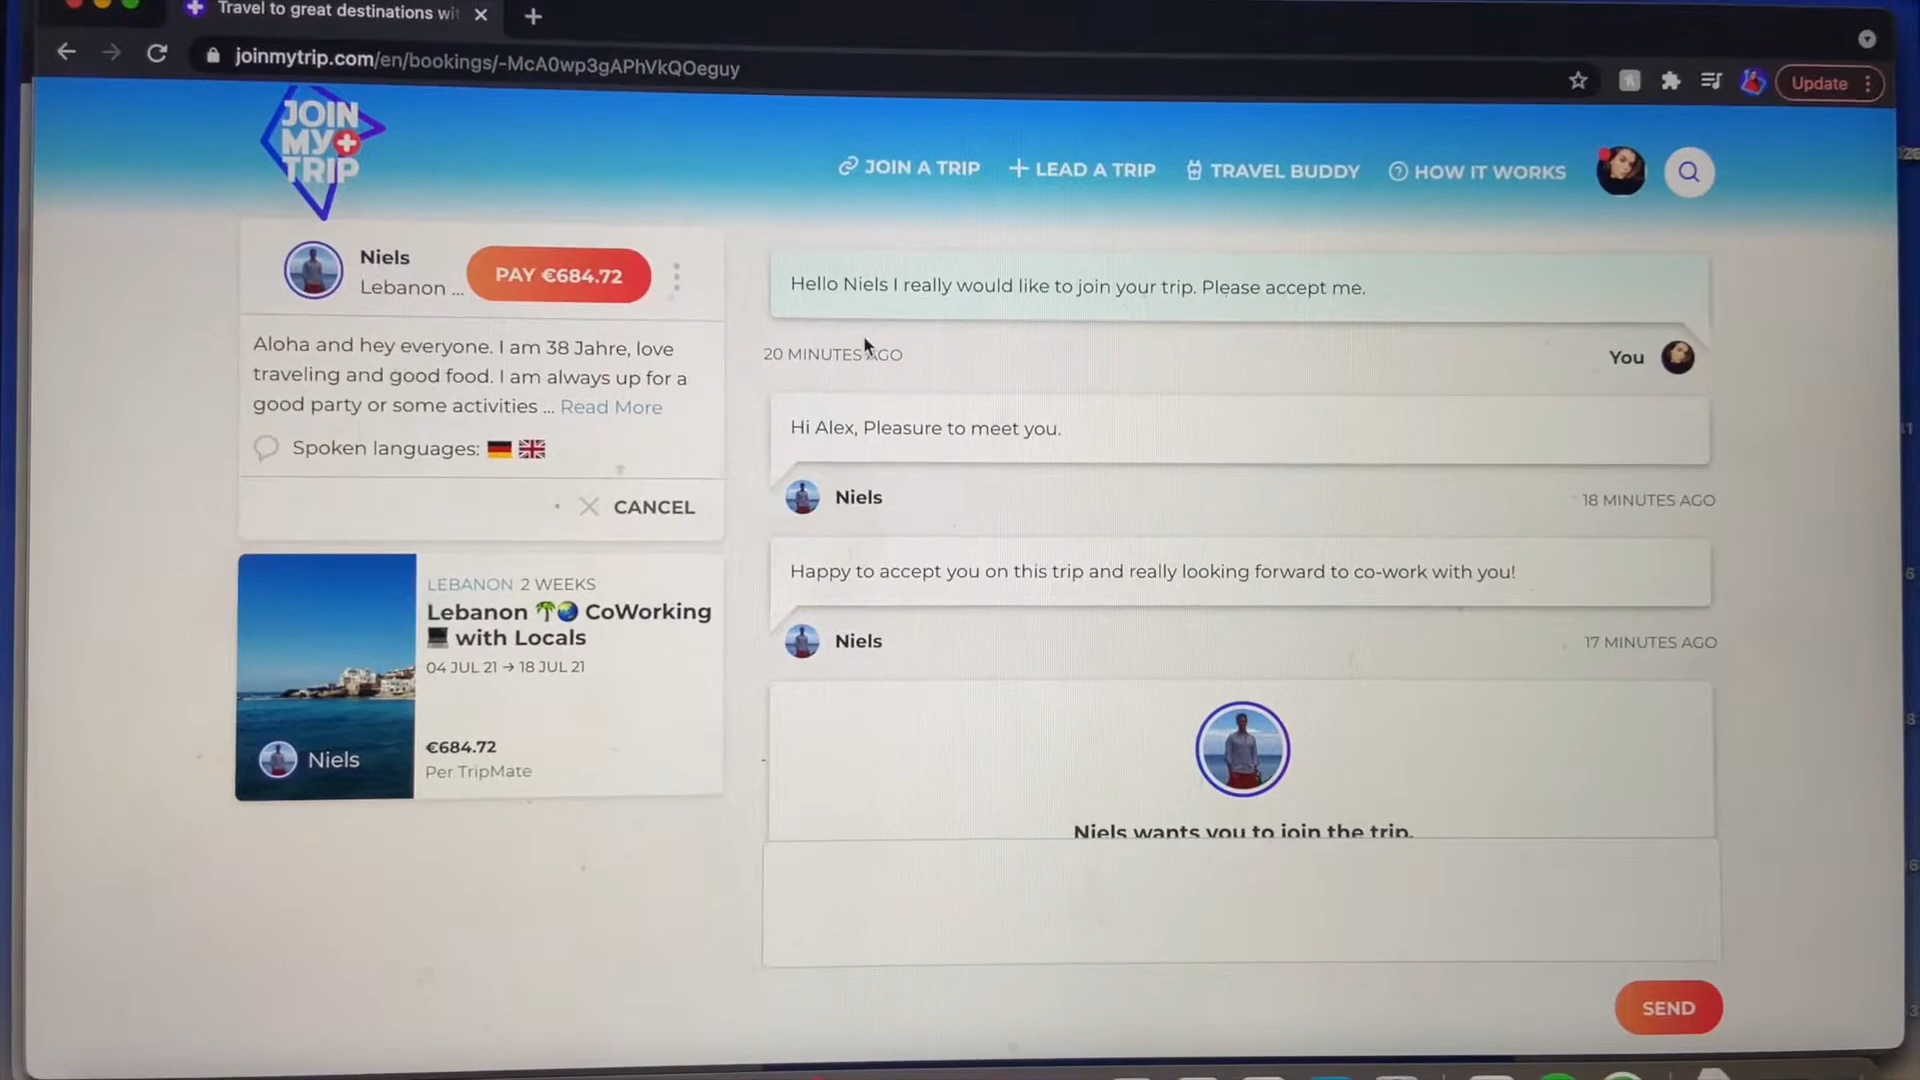 Travel to great destinations wi
joinmytrip.com/en/bookings/-McA0wp3gAPhVkQOeguy
Update
JOIN
MY
TRIP
JOIN A TRIP
LEAD A TRIP
TRAVEL BUDDY
HOW IT WORKS
Niels
Lebanon ...
PAY €684.72
Aloha and hey everyone. I am 38 Jahre, love
traveling and good food. I am always up for a
good party or some activities ... Read More
Spoken languages:
CANCEL
LEBANON 2 WEEKS
Lebanon 🌴🌏 CoWorking
💻 with Locals
04 JUL 21 → 18 JUL 21
€684.72
Per TripMate
Niels
Hello Niels I really would like to join your trip. Please accept me.
20 MINUTES AGO
You
Hi Alex, Pleasure to meet you.
Niels
18 MINUTES AGO
Happy to accept you on this trip and really looking forward to co-work with you!
Niels
17 MINUTES AGO
Niels wants you to join the trip.
SEND